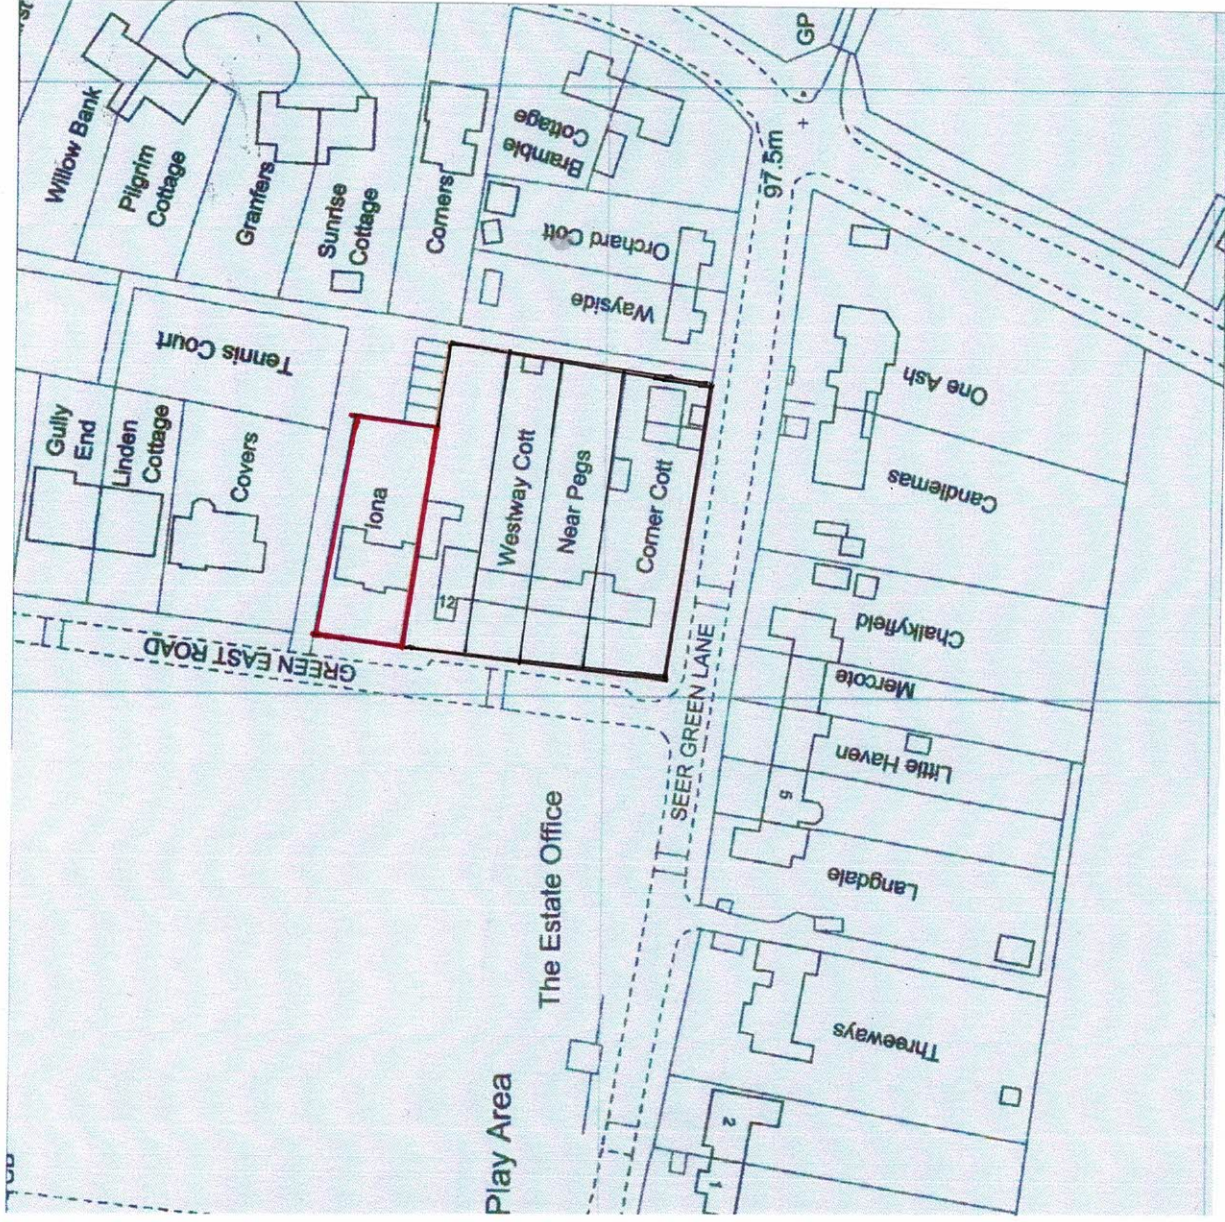 GP
Willow Bank
Pilgrim
Cottage
Granfers
Sunrise
Cottage
Corners
Bramble
Cottage
97.5m
Orchard Cott
Wayside
Tennis Court
Gully
End
Linden
Cottage
Covers
Iona
12
Westway Cott
Near Pegs
Corner Cott
One Ash
Candlemas
Chalkyfield
Mercote
Little Haven
5
Langdale
Threeways
2
1
GREEN EAST ROAD
SEER GREEN LANE
The Estate Office
Play Area